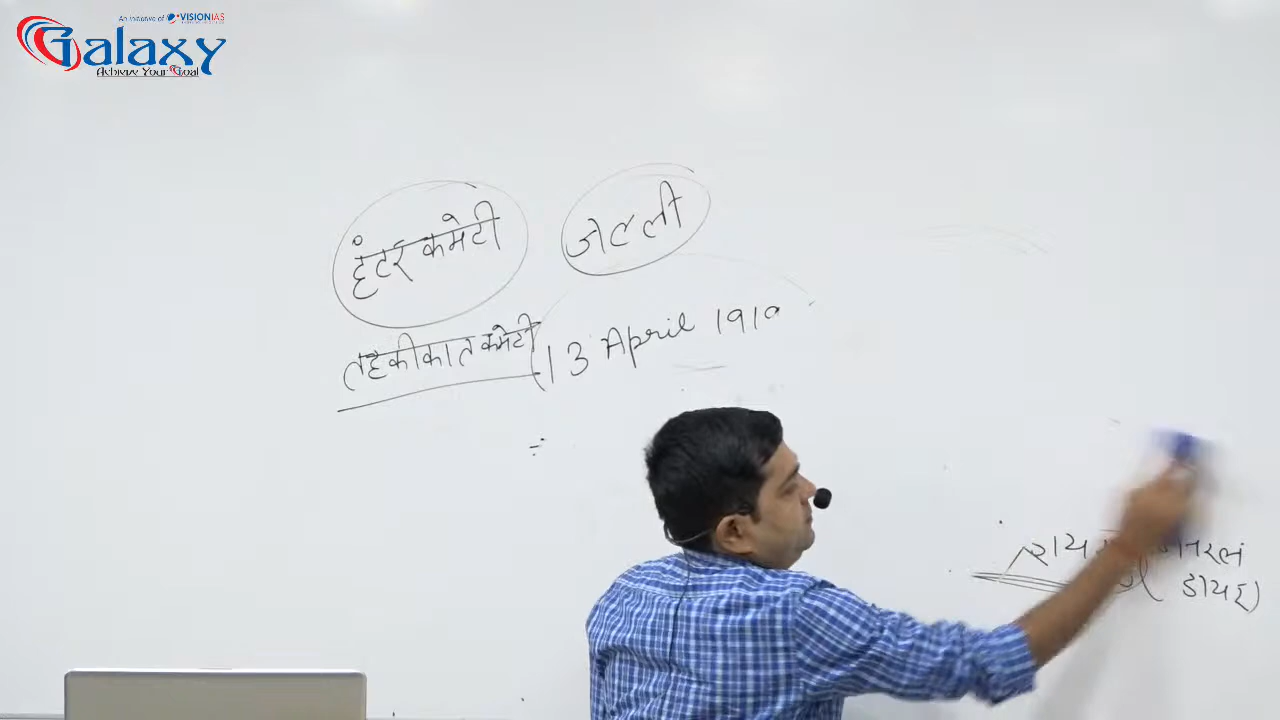 An initiative of VISIONIAS
Galaxy
Achieve Your Goal
हंटर कमेटी
जेटली
तहकीकात कमेटी
(13 April 1919
डायर)